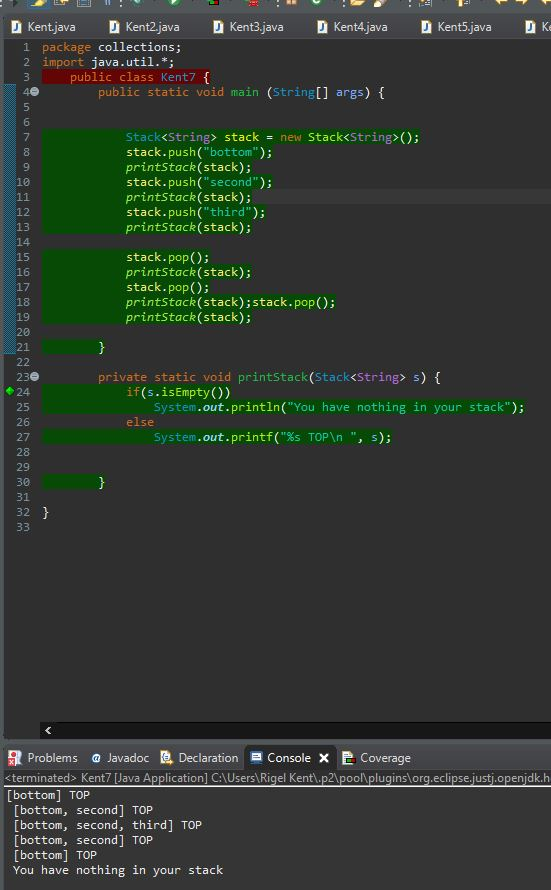 Kent.java Kent2.java Kent3.java Kent4.java Kent5.java Ke
1 package collections;
2 import java.util.*;
3 public class Kent7 {
4 public static void main (String[] args) {
5
6
7 Stack<String> stack = new Stack<String>();
8 stack.push("bottom");
9 printStack(stack);
10 stack.push("second");
11 printStack(stack);
12 stack.push("third");
13 printStack(stack);
14
15 stack.pop();
16 printStack(stack);
17 stack.pop();
18 printStack(stack);stack.pop();
19 printStack(stack);
20
21 }
22
23 private static void printStack(Stack<String> s) {
24 if(s.isEmpty())
25 System.out.println("You have nothing in your stack");
26 else
27 System.out.printf("%s TOP\n ", s);
28
29
30 }
31
32 }
33
Problems Javadoc Declaration Console Coverage
<terminated> Kent7 [Java Application] C:\Users\Rigel Kent\.p2\pool\plugins\org.eclipse.justj.openjdk.h
[bottom] TOP
[bottom, second] TOP
[bottom, second, third] TOP
[bottom, second] TOP
[bottom] TOP
You have nothing in your stack